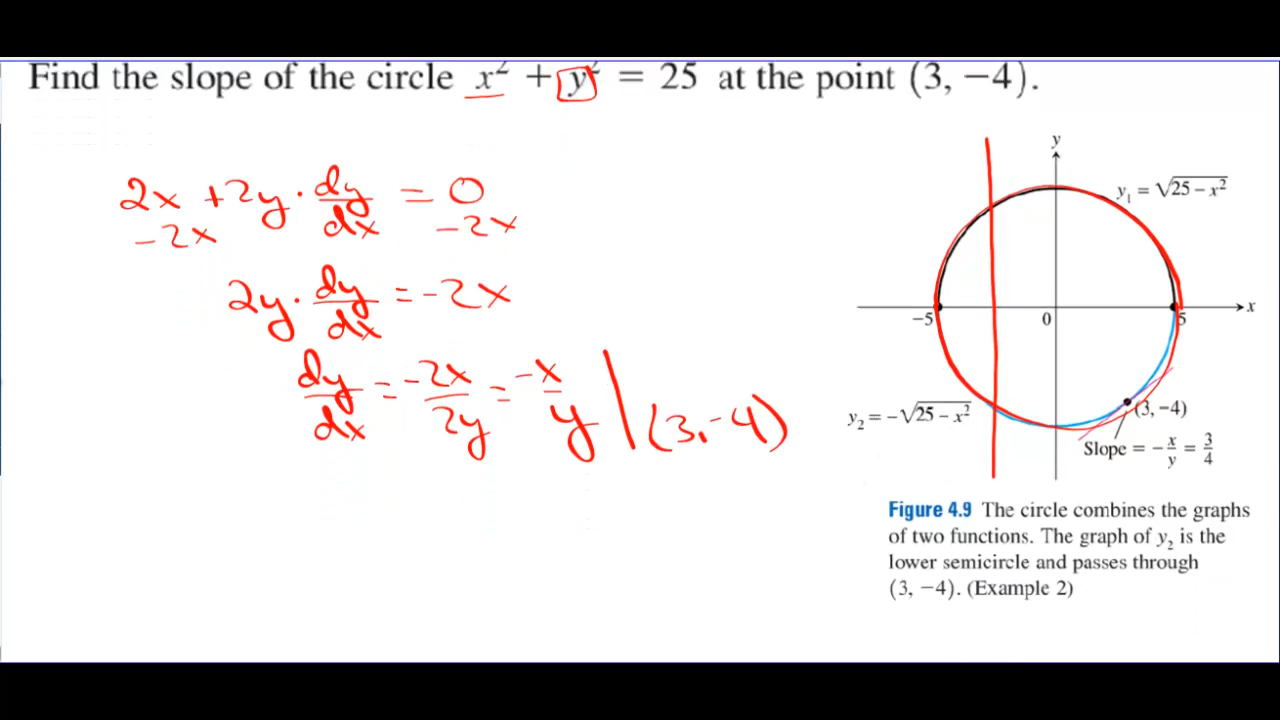 Find the slope of the circle x² + y² = 25 at the point (3, −4).
2x + 2y · dy/dx = 0
−2x −2x
2y · dy/dx = −2x
dy/dx = −2x/2y = −x/y | (3, −4)
y
y₁ = √25 − x²
−5
0
5
x
y₂ = −√25 − x²
(3, −4)
Slope = −x/y = 3/4
Figure 4.9 The circle combines the graphs
of two functions. The graph of y₂ is the
lower semicircle and passes through
(3, −4). (Example 2)